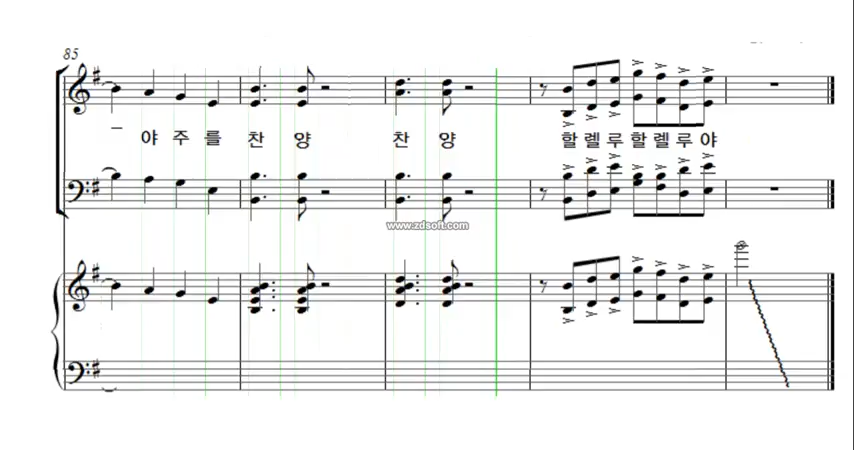 85
- 야 주 를 찬 양 찬 양 할 렐 루 할 렐 루 야
www.zdsoft.com